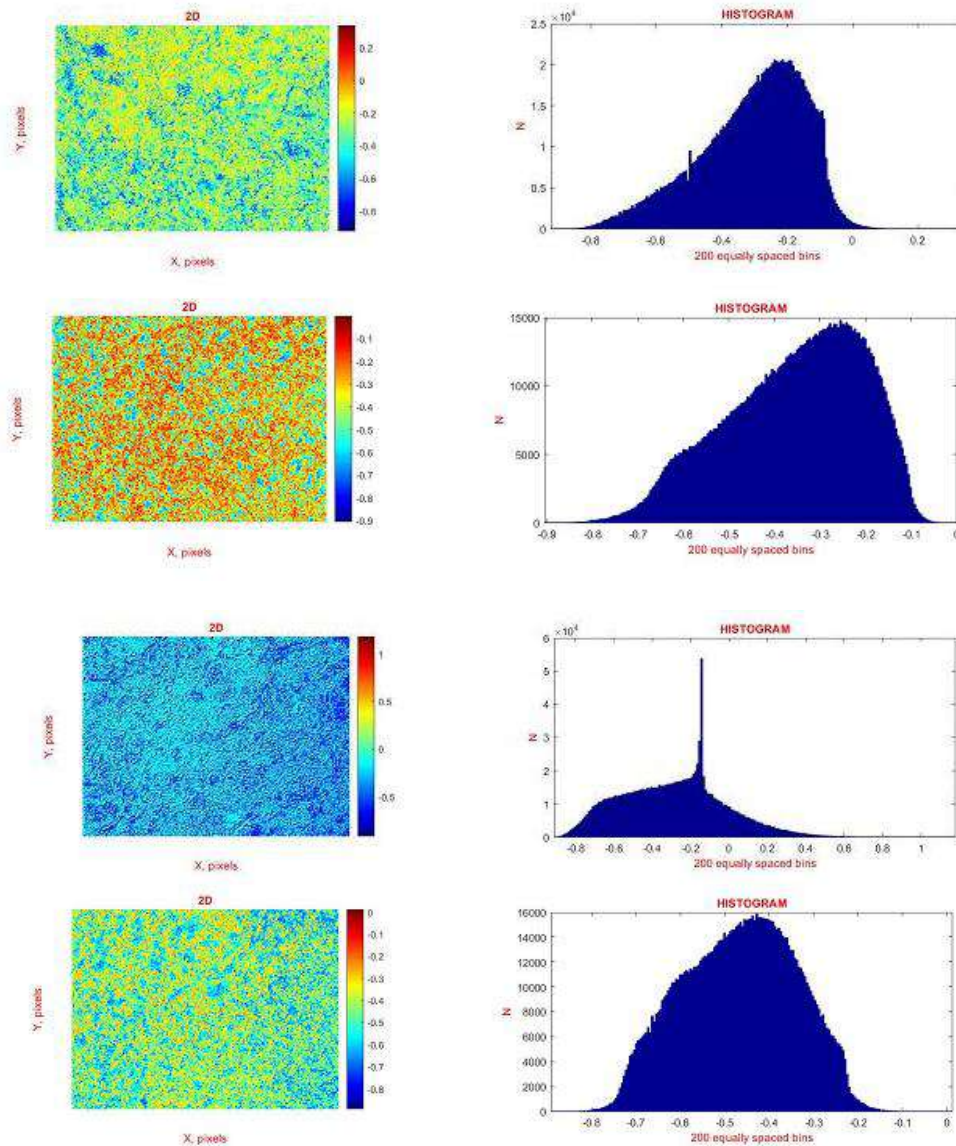 2D
0.2
0
-0.2
-0.4
-0.6
-0.8
Y, pixels
X, pixels
HISTOGRAM
×10⁴
2.5
2
1.5
1
0.5
0
N
-0.8 -0.6 -0.4 -0.2 0 0.2
200 equally spaced bins
2D
-0.1
-0.2
-0.3
-0.4
-0.5
-0.6
-0.7
-0.8
-0.9
Y, pixels
X, pixels
HISTOGRAM
15000
10000
5000
0
N
-0.9 -0.8 -0.7 -0.6 -0.5 -0.4 -0.3 -0.2 -0.1 0
200 equally spaced bins
2D
1
0.5
0
-0.5
Y, pixels
X, pixels
HISTOGRAM
×10⁴
6
5
4
3
2
1
0
N
-0.8 -0.6 -0.4 -0.2 0 0.2 0.4 0.6 0.8 1
200 equally spaced bins
2D
0
-0.1
-0.2
-0.3
-0.4
-0.5
-0.6
-0.7
-0.8
Y, pixels
X, pixels
HISTOGRAM
16000
14000
12000
10000
8000
6000
4000
2000
0
N
-0.8 -0.7 -0.6 -0.5 -0.4 -0.3 -0.2 -0.1 0
200 equally spaced bins